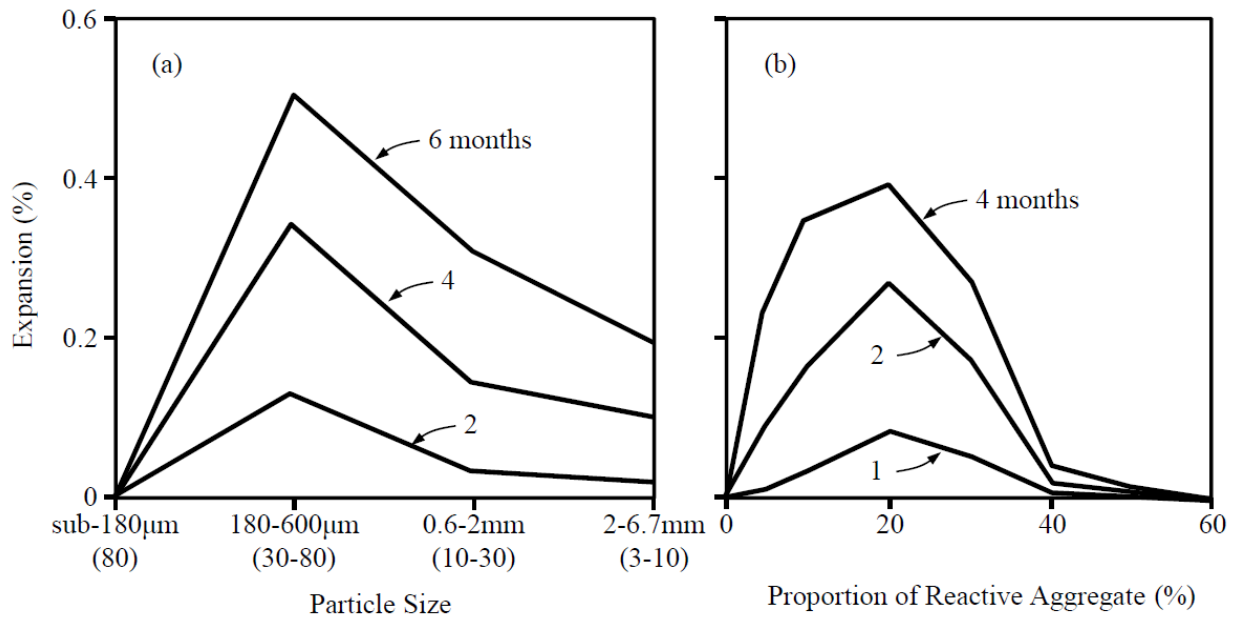 0.6
0.4
0.2
0
Expansion (%)
(a)
6 months
4
2
sub-180μm
(80)
180-600μm
(30-80)
0.6-2mm
(10-30)
2-6.7mm
(3-10)
Particle Size
(b)
4 months
2
1
0
20
40
60
Proportion of Reactive Aggregate (%)